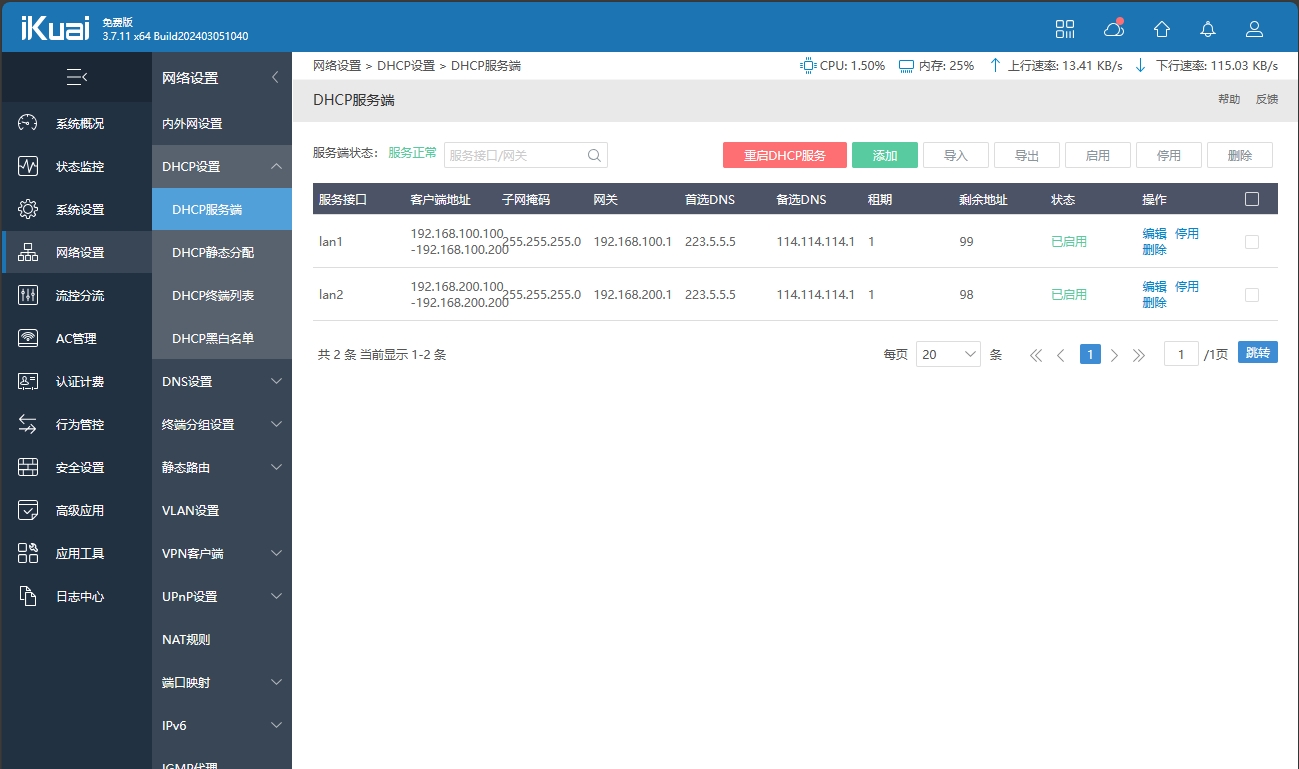 iKuai 免费版
3.7.11 x64 Build202403051040
网络设置 > DHCP设置 > DHCP服务端
CPU: 1.50% 内存: 25% 上行速率: 13.41 KB/s 下行速率: 115.03 KB/s
系统概况
状态监控
系统设置
网络设置
流控分流
AC管理
认证计费
行为管控
安全设置
高级应用
应用工具
日志中心
网络设置
内外网设置
DHCP设置
DHCP服务端
DHCP静态分配
DHCP终端列表
DHCP黑白名单
DNS设置
终端分组设置
静态路由
VLAN设置
VPN客户端
UPnP设置
NAT规则
端口映射
IPv6
IGMP代理
DHCP服务端 帮助 反馈
服务端状态: 服务正常 服务接口/网关 重启DHCP服务 添加 导入 导出 启用 停用 删除
服务接口 客户端地址 子网掩码 网关 首选DNS 备选DNS 租期 剩余地址 状态 操作
lan1 192.168.100.100 255.255.255.0 192.168.100.1 223.5.5.5 114.114.114.1 1 99 已启用 编辑 停用
-192.168.100.200 删除
lan2 192.168.200.100 255.255.255.0 192.168.200.1 223.5.5.5 114.114.114.1 1 98 已启用 编辑 停用
-192.168.200.200 删除
共 2 条 当前显示 1-2 条 每页 20 条 1 1 /1页 跳转